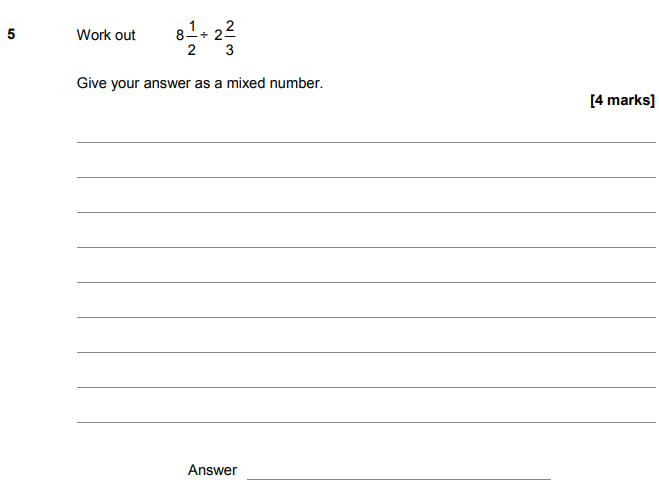 5 Work out 8 1/2 ÷ 2 2/3
Give your answer as a mixed number.
[4 marks]
Answer